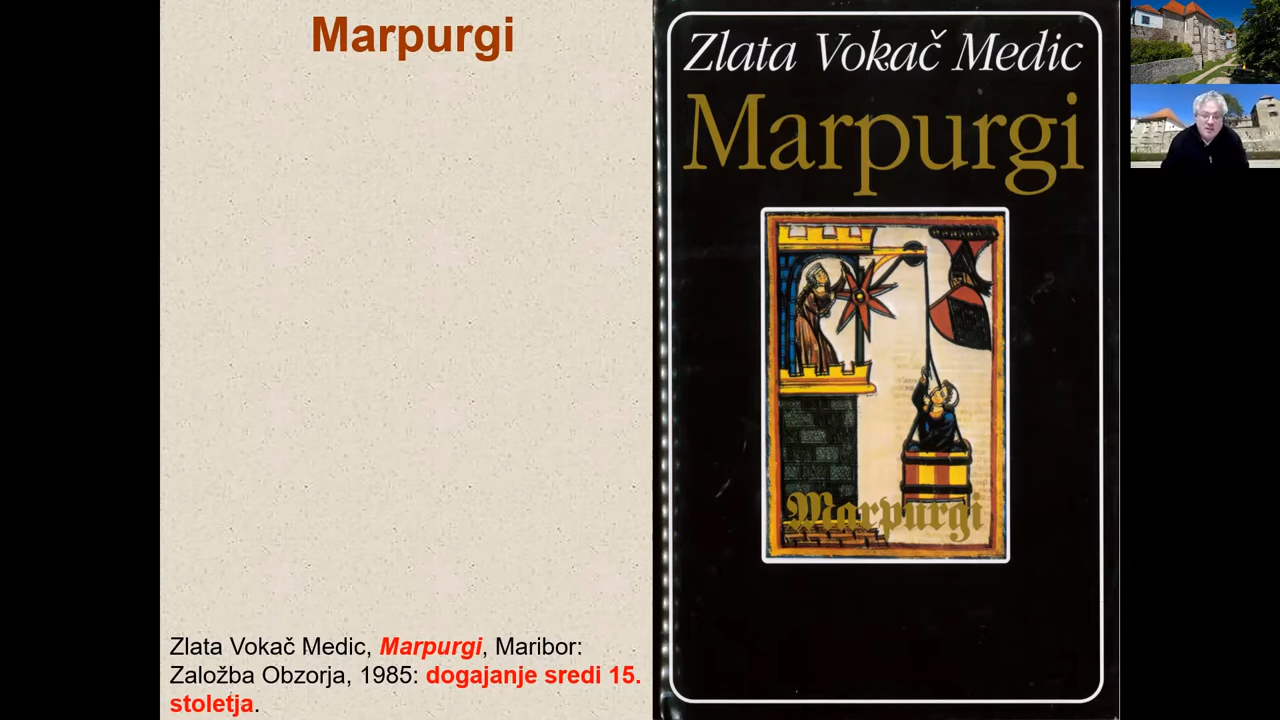 Marpurgi
Zlata Vokač Medic
Marpurgi
Marpurgi
Zlata Vokač Medic, Marpurgi, Maribor:
Založba Obzorja, 1985: dogajanje sredi 15.
stoletja.